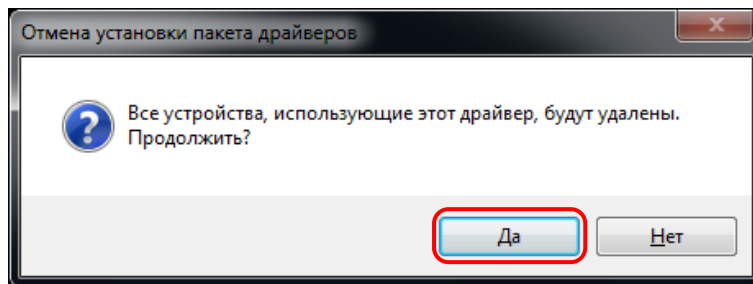 Отмена установки пакета драйверов
Все устройства, использующие этот драйвер, будут удалены.
Продолжить?
Да
Нет